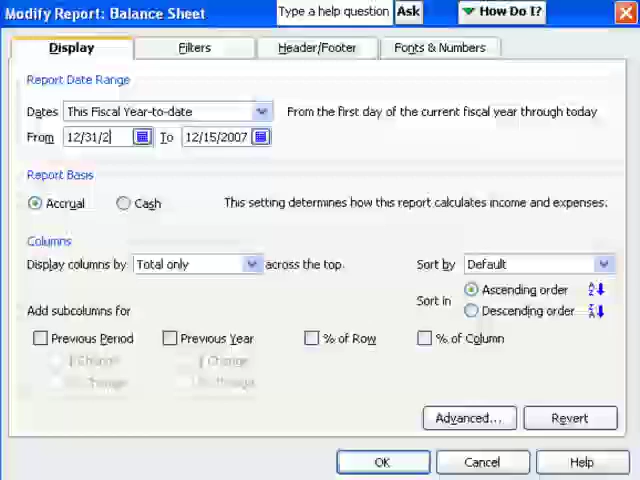 Modify Report: Balance Sheet
Type a help question Ask How Do I?
Display Filters Header/Footer Fonts & Numbers
Report Date Range
Dates This Fiscal Year-to-date From the first day of the current fiscal year through today
From 12/31/2 To 12/15/2007
Report Basis
Accrual Cash This setting determines how this report calculates income and expenses.
Columns
Display columns by Total only across the top. Sort by Default
Sort in Ascending order
Descending order
Add subcolumns for
Previous Period Previous Year % of Row % of Column
$ Change $ Change
% Change % Change
Advanced... Revert
OK Cancel Help